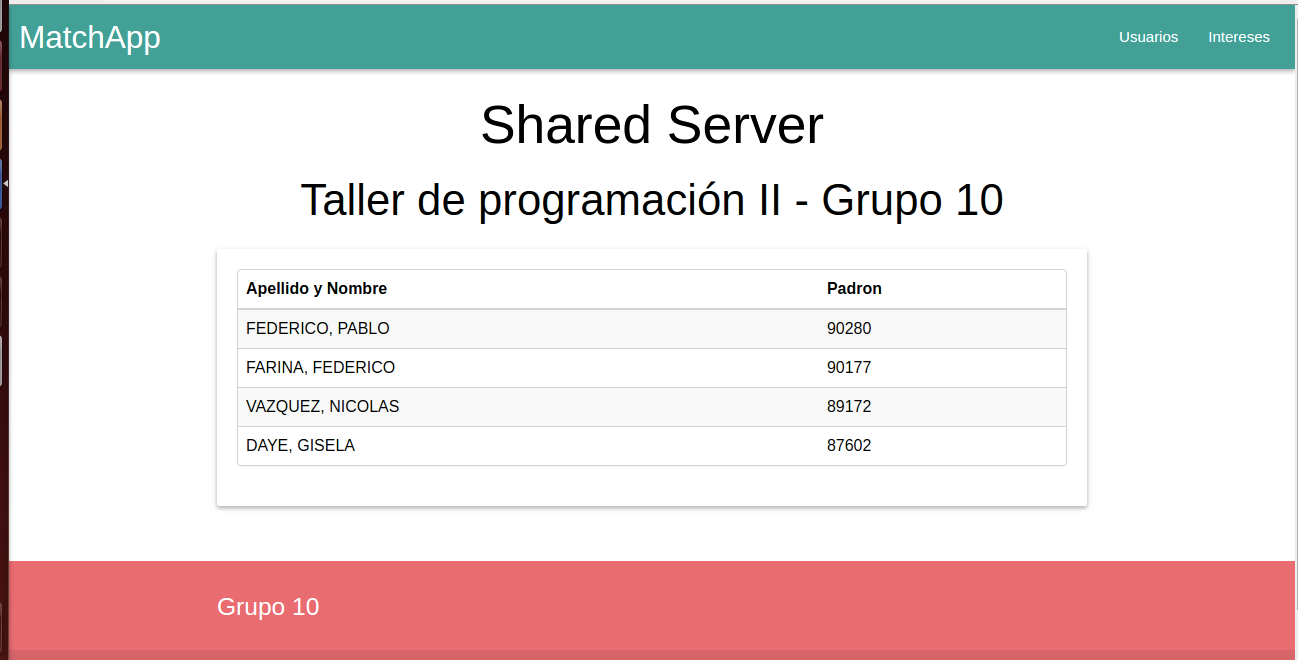 MatchApp
Usuarios Intereses
Shared Server
Taller de programación II - Grupo 10
Apellido y Nombre Padron
FEDERICO, PABLO 90280
FARINA, FEDERICO 90177
VAZQUEZ, NICOLAS 89172
DAYE, GISELA 87602
Grupo 10